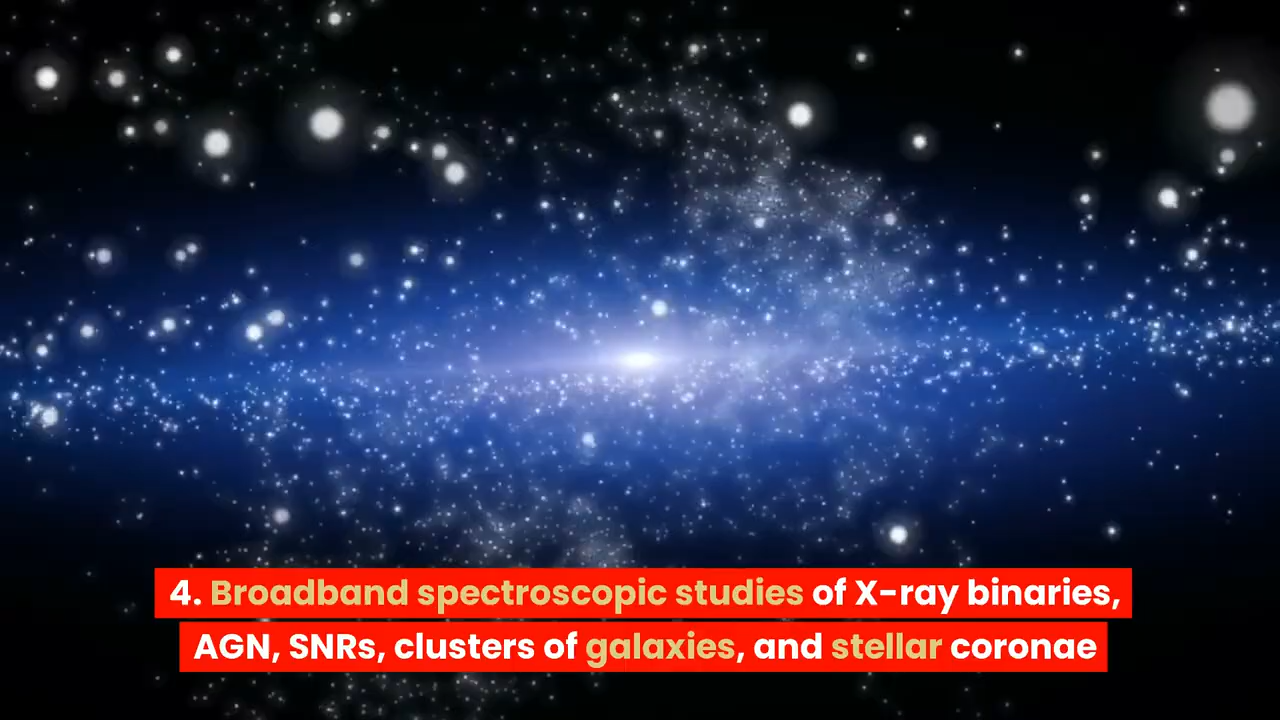 4. Broadband spectroscopic studies of X-ray binaries,
AGN, SNRs, clusters of galaxies, and stellar coronae